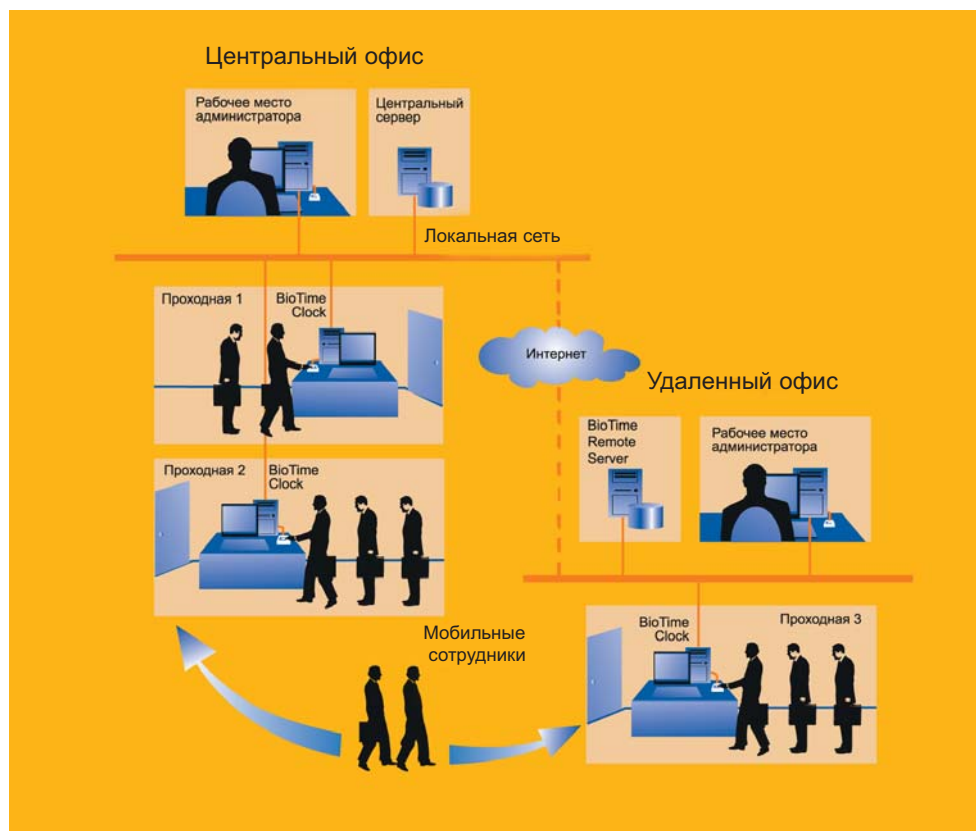 Центральный офис
Рабочее место
администратора
Центральный
сервер
Локальная сеть
Проходная 1
BioTime
Clock
Интернет
Удаленный офис
Проходная 2
BioTime
Clock
BioTime
Remote
Server
Рабочее место
администратора
Мобильные
сотрудники
BioTime
Clock
Проходная 3